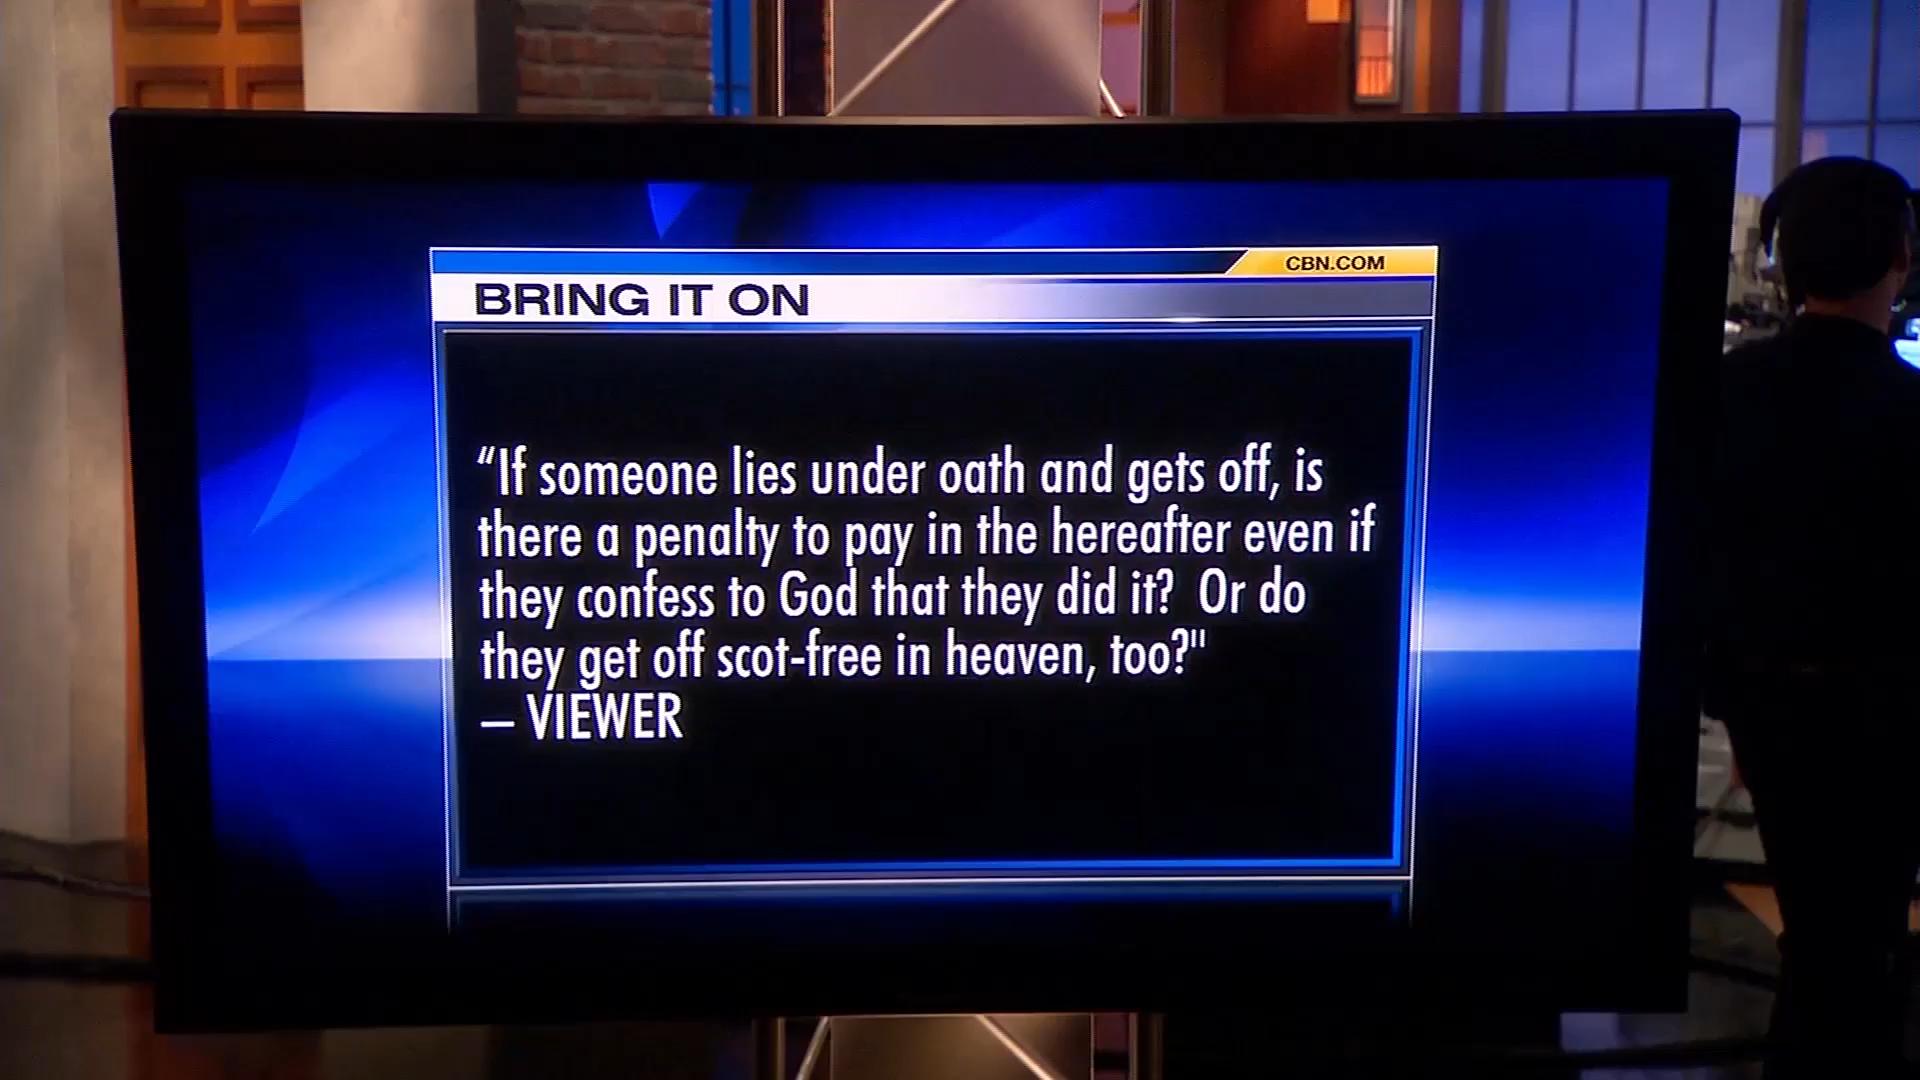 CBN.COM
BRING IT ON
“If someone lies under oath and gets off, is
there a penalty to pay in the hereafter even if
they confess to God that they did it?  Or do
they get off scot-free in heaven, too?"
– VIEWER